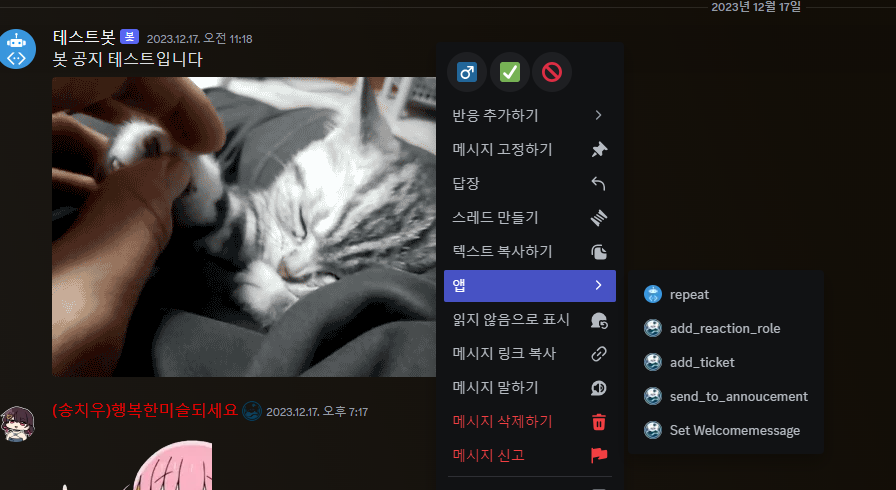 2023년 12월 17일
테스트봇 봇 2023.12.17. 오전 11:18
봇 공지 테스트입니다
반응 추가하기
메시지 고정하기
답장
스레드 만들기
텍스트 복사하기
앱
읽지 않음으로 표시
메시지 링크 복사
메시지 말하기
메시지 삭제하기
메시지 신고
repeat
add_reaction_role
add_ticket
send_to_annoucement
Set Welcomemessage
(송치우)행복한미슬되세요 2023.12.17. 오후 7:17